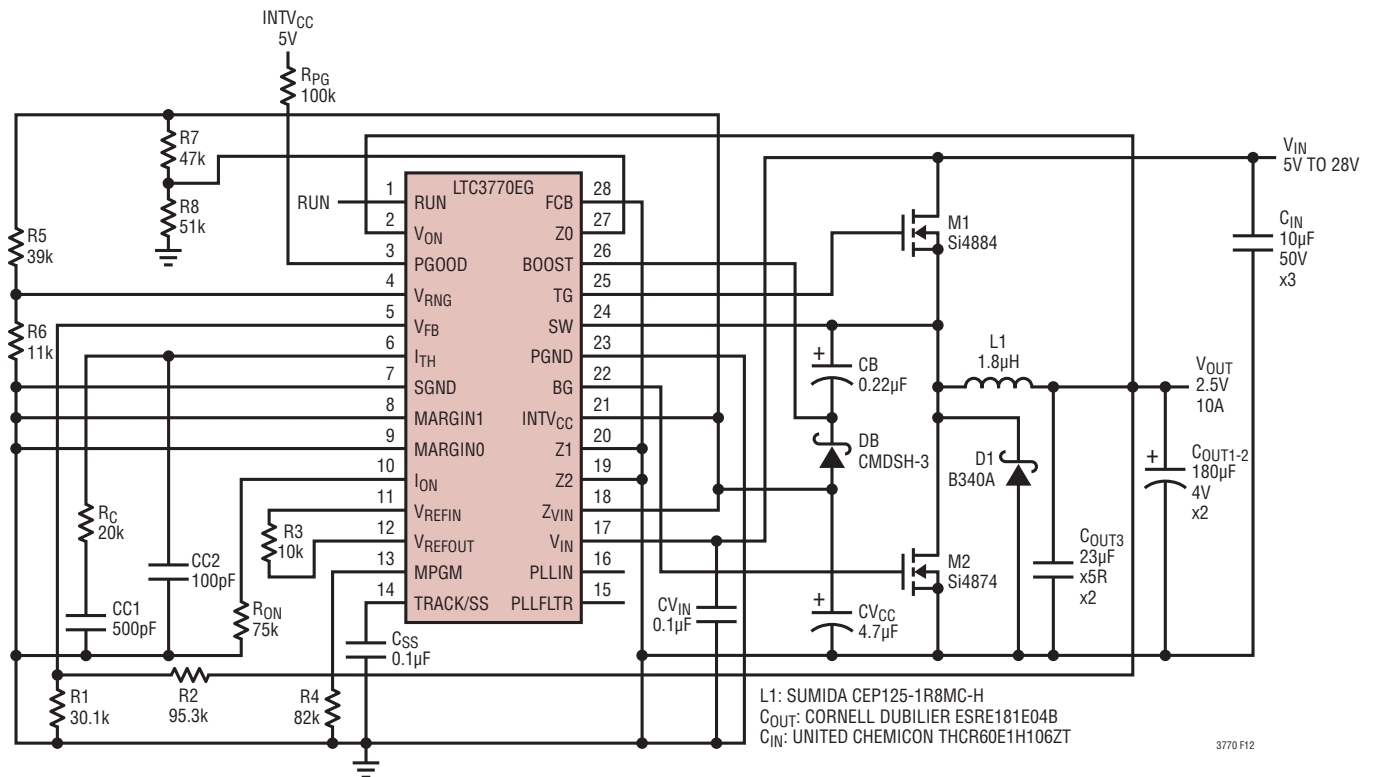 INTVCC
5V
RPG
100k
R7
47k
R8
51k
R5
39k
R6
11k
RUN
LTC3770EG
1
RUN
2
VON
3
PGOOD
4
VRNG
5
VFB
6
ITH
7
SGND
8
MARGIN1
9
MARGIN0
10
ION
11
VREFIN
12
VREFOUT
13
MPGM
14
TRACK/SS
28
FCB
27
Z0
26
BOOST
25
TG
24
SW
23
PGND
22
BG
21
INTVCC
20
Z1
19
Z2
18
ZVIN
17
VIN
16
PLLIN
15
PLLFLTR
RC
20k
CC1
500pF
CC2
100pF
RON
75k
R3
10k
CSS
0.1µF
R1
30.1k
R2
95.3k
R4
82k
CVIN
0.1µF
+
CB
0.22µF
DB
CMDSH-3
+
CVCC
4.7µF
M1
Si4884
M2
Si4874
L1
1.8µH
D1
B340A
VIN
5V TO 28V
CIN
10µF
50V
x3
VOUT
2.5V
10A
+
COUT1-2
180µF
4V
x2
COUT3
23µF
x5R
x2
L1: SUMIDA CEP125-1R8MC-H
COUT: CORNELL DUBILIER ESRE181E04B
CIN: UNITED CHEMICON THCR60E1H106ZT
3770 F12